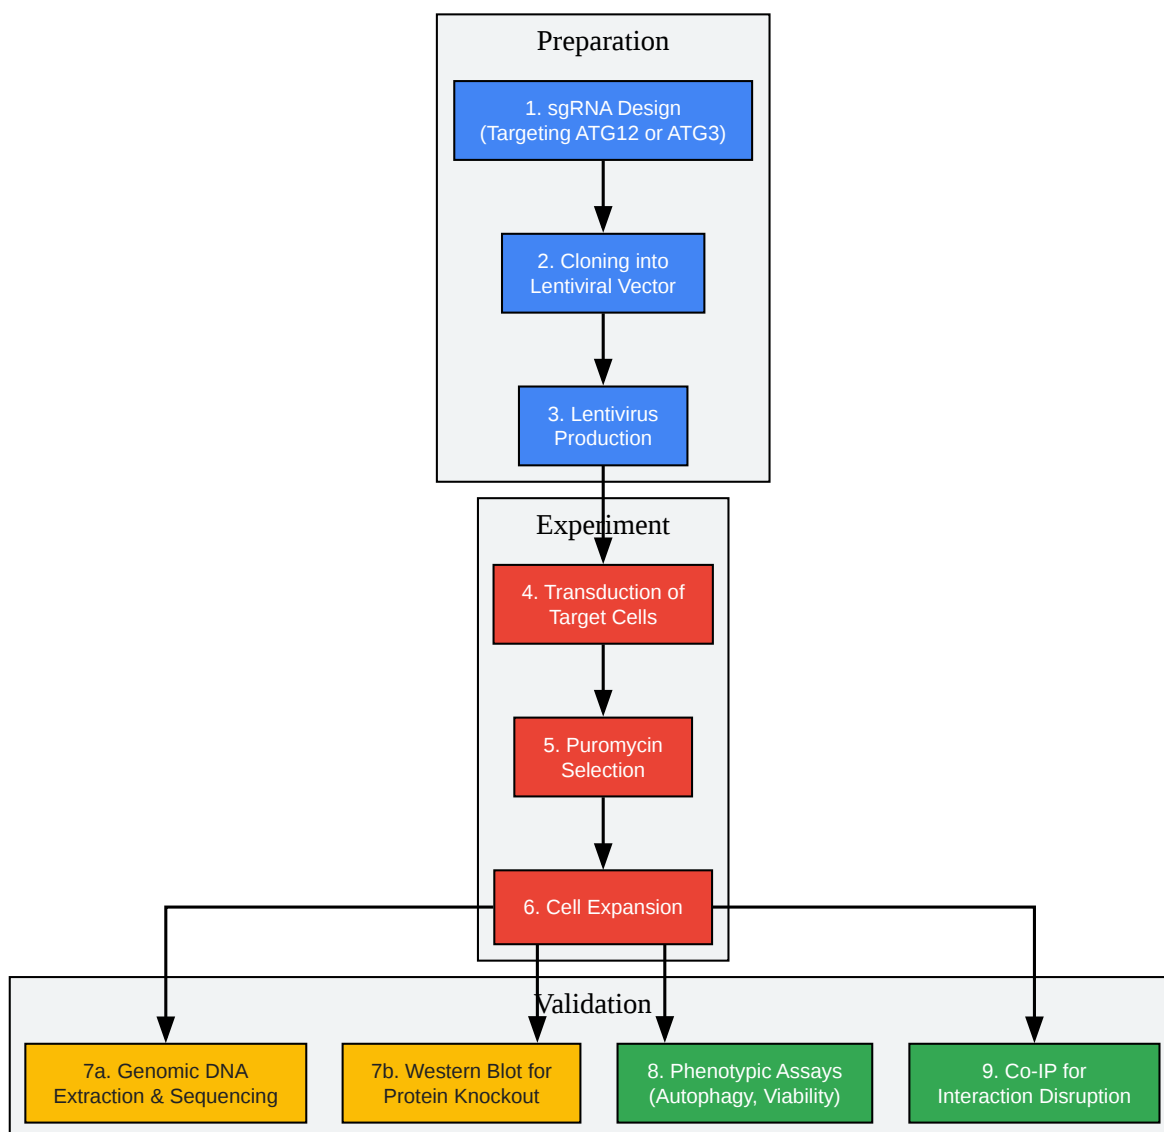 Preparation
1. sgRNA Design
(Targeting ATG12 or ATG3)
2. Cloning into
Lentiviral Vector
3. Lentivirus
Production
Experiment
4. Transduction of
Target Cells
5. Puromycin
Selection
6. Cell Expansion
Validation
7a. Genomic DNA
Extraction & Sequencing
7b. Western Blot for
Protein Knockout
8. Phenotypic Assays
(Autophagy, Viability)
9. Co-IP for
Interaction Disruption